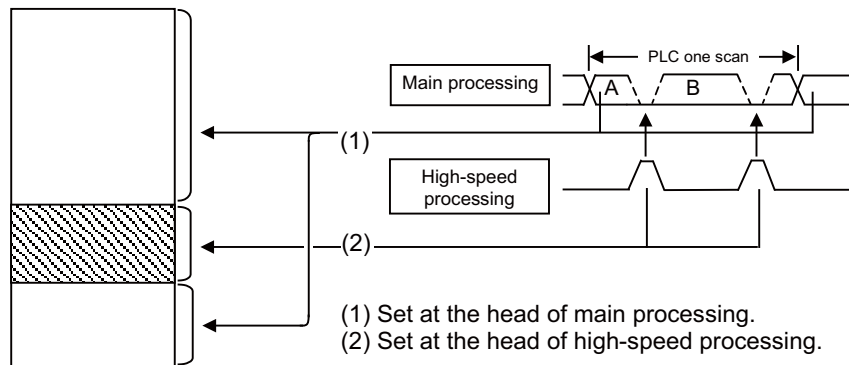 PLC one scan
Main processing
A
B
(1)
High-speed
processing
(2)
(1) Set at the head of main processing.
(2) Set at the head of high-speed processing.